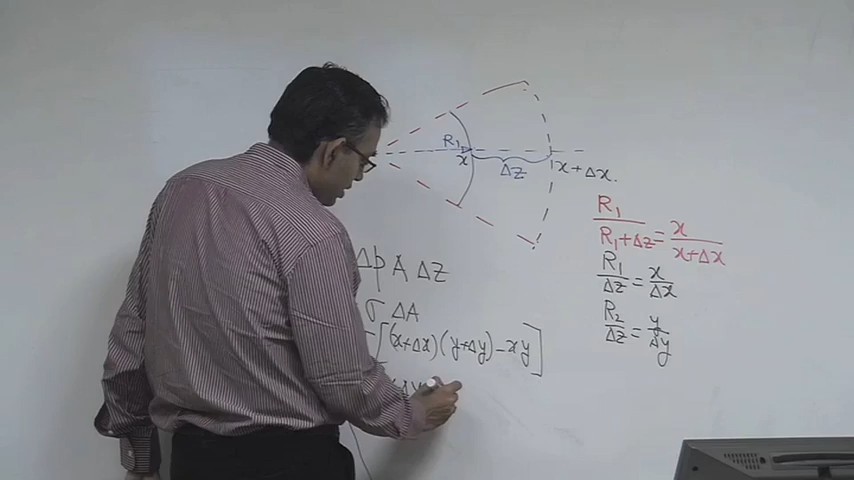 R₁
x
Δz
x+Δx.
R₁ / R₁+Δz = x / x+Δx
Δp A Δz
R₁ / Δz = x / Δx
σ ΔA
R₂ / Δz = y / Δy
[(x+Δx)(y+Δy)-xy]